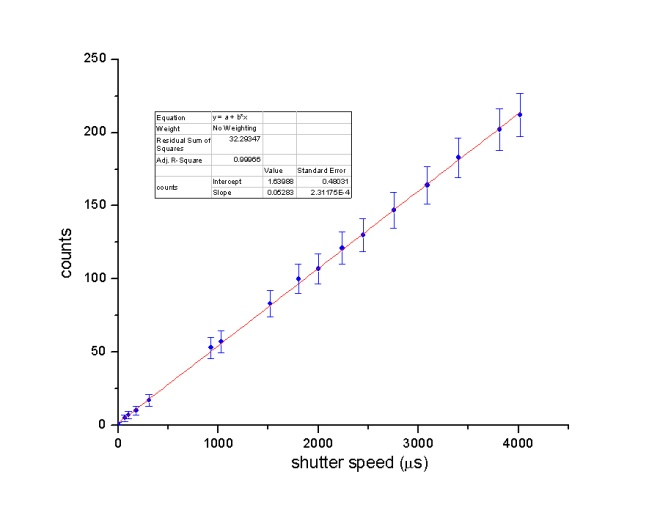 250
200
150
100
50
0
counts
Equation y = a + b*x
Weight No Weighting
Residual Sum of Squares 32.29347
Adj. R-Square 0.99966
Value Standard Error
counts Intercept 1.63988 0.48031
Slope 0.05283 2.31175E-4
0 1000 2000 3000 4000
shutter speed (μs)